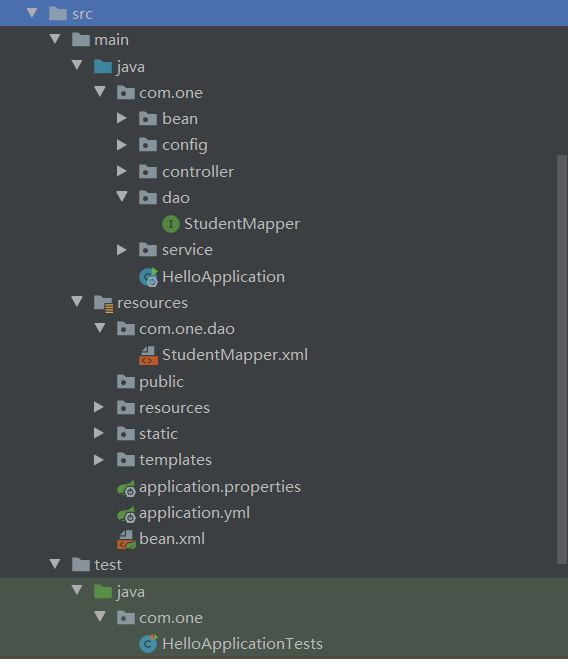 src
main
java
com.one
bean
config
controller
dao
I StudentMapper
service
HelloApplication
resources
com.one.dao
StudentMapper.xml
public
resources
static
templates
application.properties
application.yml
bean.xml
test
java
com.one
C HelloApplicationTests